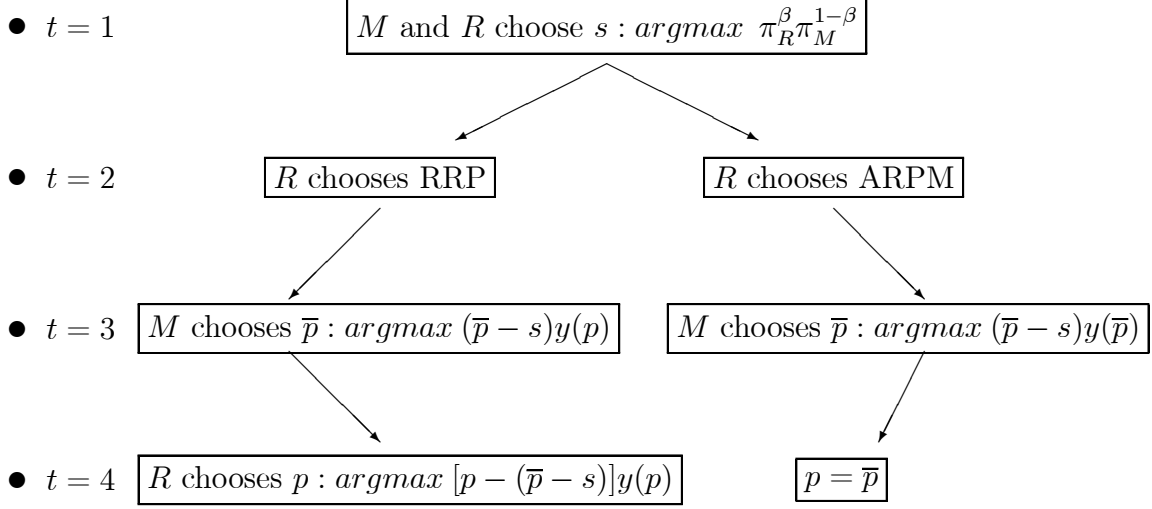 • t = 1 M and R choose s : argmax π_R^β π_M^{1−β}
• t = 2 R chooses RRP R chooses ARPM
• t = 3 M chooses p̅ : argmax (p̅ − s)y(p) M chooses p̅ : argmax (p̅ − s)y(p̅)
• t = 4 R chooses p : argmax [p − (p̅ − s)]y(p) p = p̅